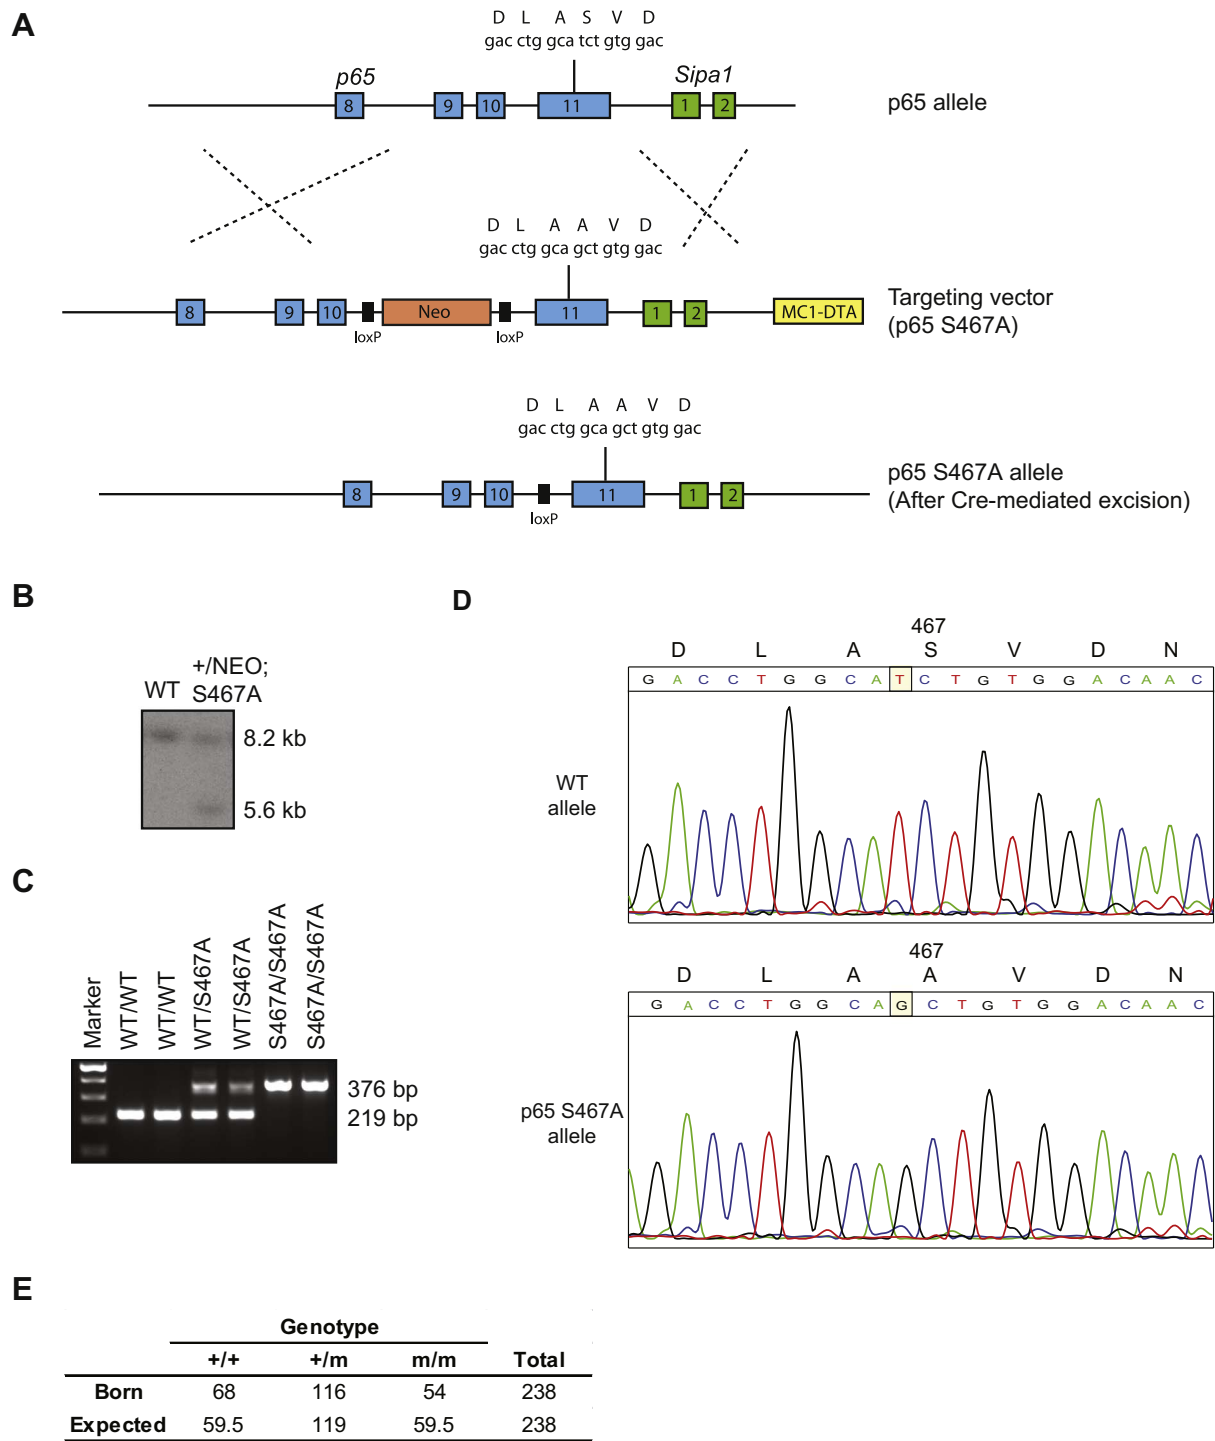 A
D L A S V D
gac ctg gca tct gtg gac
p65
Sipa1
8 9 10 11 1 2
p65 allele
D L A A V D
gac ctg gca gct gtg gac
8 9 10 Neo 11 1 2 MC1-DTA
loxP loxP
Targeting vector
(p65 S467A)
D L A A V D
gac ctg gca gct gtg gac
8 9 10 11 1 2
loxP
p65 S467A allele
(After Cre-mediated excision)
B
WT
+/NEO;
S467A
8.2 kb
5.6 kb
C
Marker
WT/WT
WT/WT
WT/S467A
WT/S467A
S467A/S467A
S467A/S467A
376 bp
219 bp
D
467
D L A S V D N
G A C C T G G C A T C T G T G G A C A A C
WT
allele
467
D L A A V D N
G A C C T G G C A G C T G T G G A C A A C
p65 S467A
allele
E
Genotype
+/+ +/m m/m Total
Born 68 116 54 238
Expected 59.5 119 59.5 238